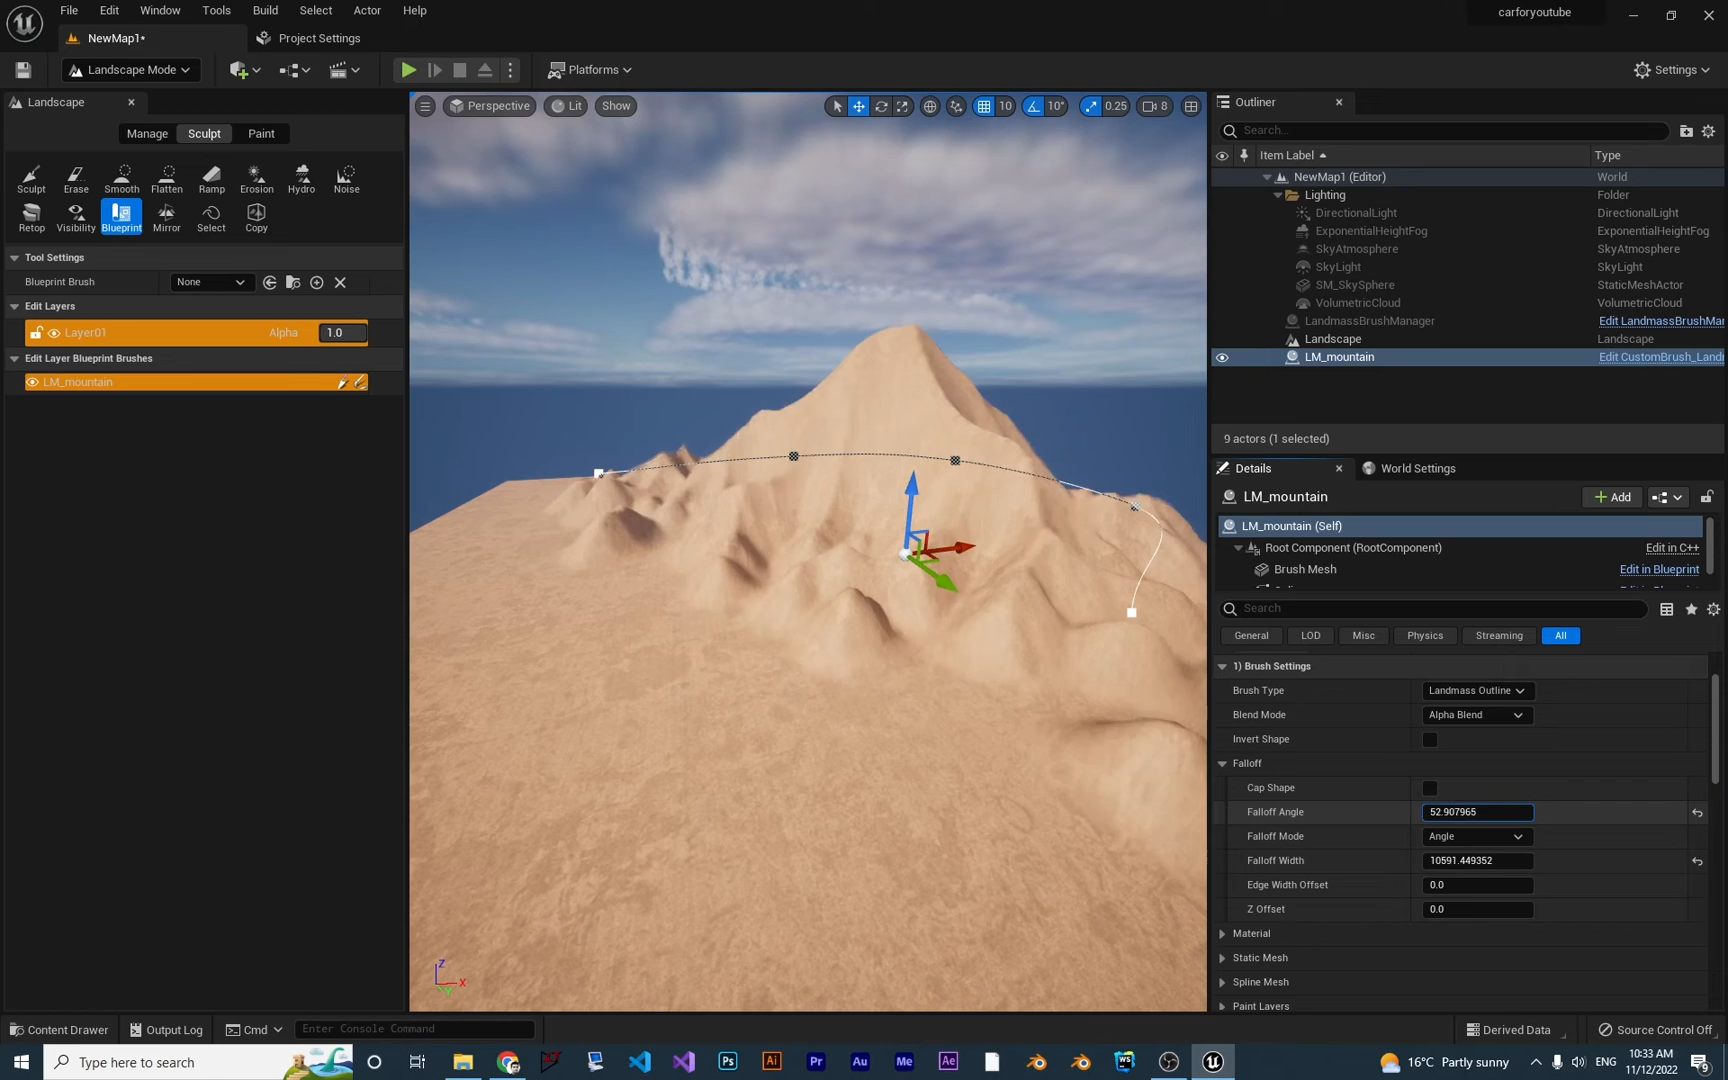 File Edit Window Tools Build Select Actor Help
carforyoutube
NewMap1*
Project Settings
Landscape Mode
Platforms
Settings
Landscape
Manage Sculpt Paint
Sculpt Erase Smooth Flatten Ramp Erosion Hydro Noise
Retop Visibility Blueprint Mirror Select Copy
Tool Settings
Blueprint Brush None
Edit Layers
Layer01 Alpha 1.0
Edit Layer Blueprint Brushes
LM_mountain
Perspective Lit Show
10 10° 0.25 8
Z
X
Outliner
Search...
Item Label Type
NewMap1 (Editor) World
Lighting Folder
DirectionalLight DirectionalLight
ExponentialHeightFog ExponentialHeightFog
SkyAtmosphere SkyAtmosphere
SkyLight SkyLight
SM_SkySphere StaticMeshActor
VolumetricCloud VolumetricCloud
LandmassBrushManager Edit LandmassBrushMar
Landscape Landscape
LM_mountain Edit CustomBrush_Landı
9 actors (1 selected)
Details World Settings
LM_mountain
Add
LM_mountain (Self)
Root Component (RootComponent) Edit in C++
Brush Mesh Edit in Blueprint
Search
General LOD Misc Physics Streaming All
1) Brush Settings
Brush Type Landmass Outline
Blend Mode Alpha Blend
Invert Shape
Falloff
Cap Shape
Falloff Angle 52.907965
Falloff Mode Angle
Falloff Width 10591.449352
Edge Width Offset 0.0
Z Offset 0.0
Material
Static Mesh
Spline Mesh
Paint Layers
Content Drawer Output Log Cmd Enter Console Command Derived Data Source Control Off
Type here to search
Ps Ai Pr Au Me Ae WS
16°C Partly sunny ENG
10:33 AM
11/12/2022
9